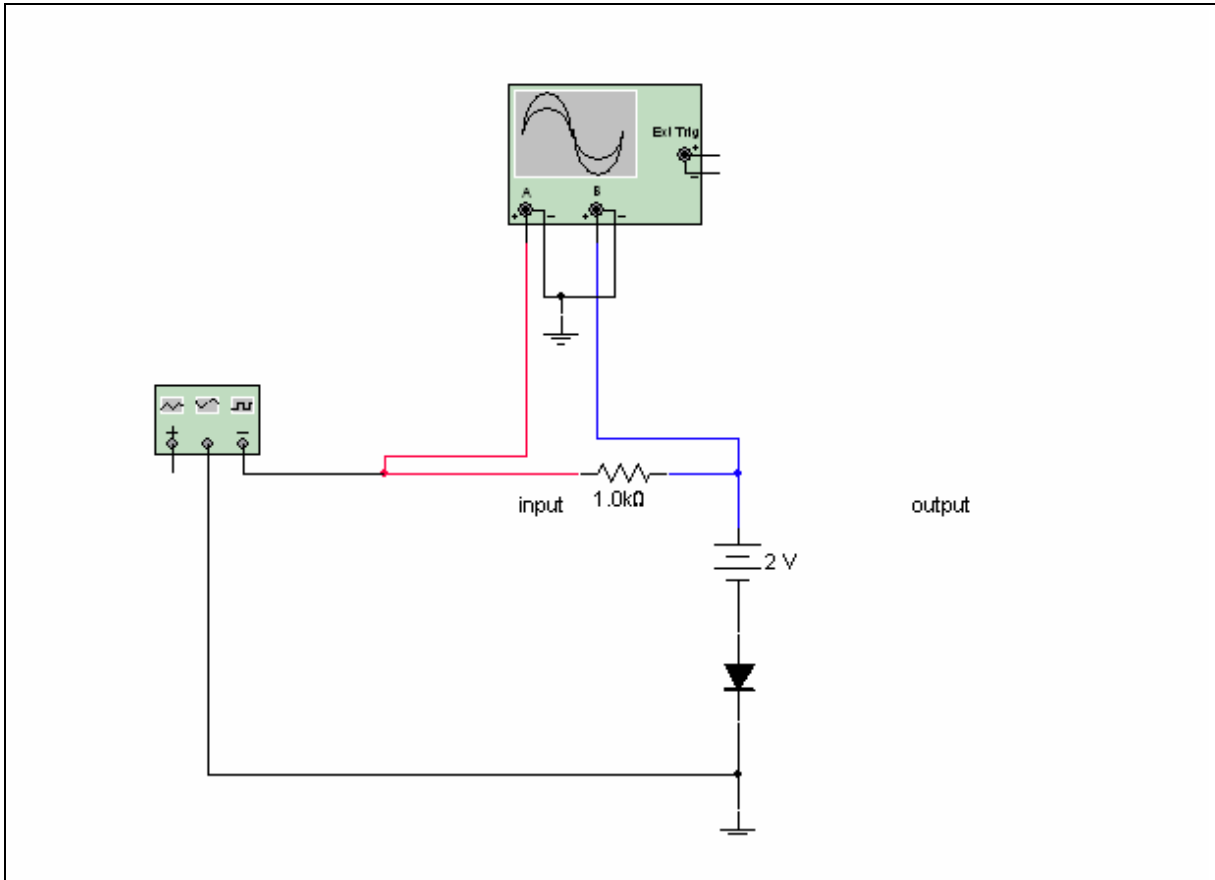 Ext Trig
+
−
A
B
+ −
+ −
+ −
input
1.0kΩ
output
2 V